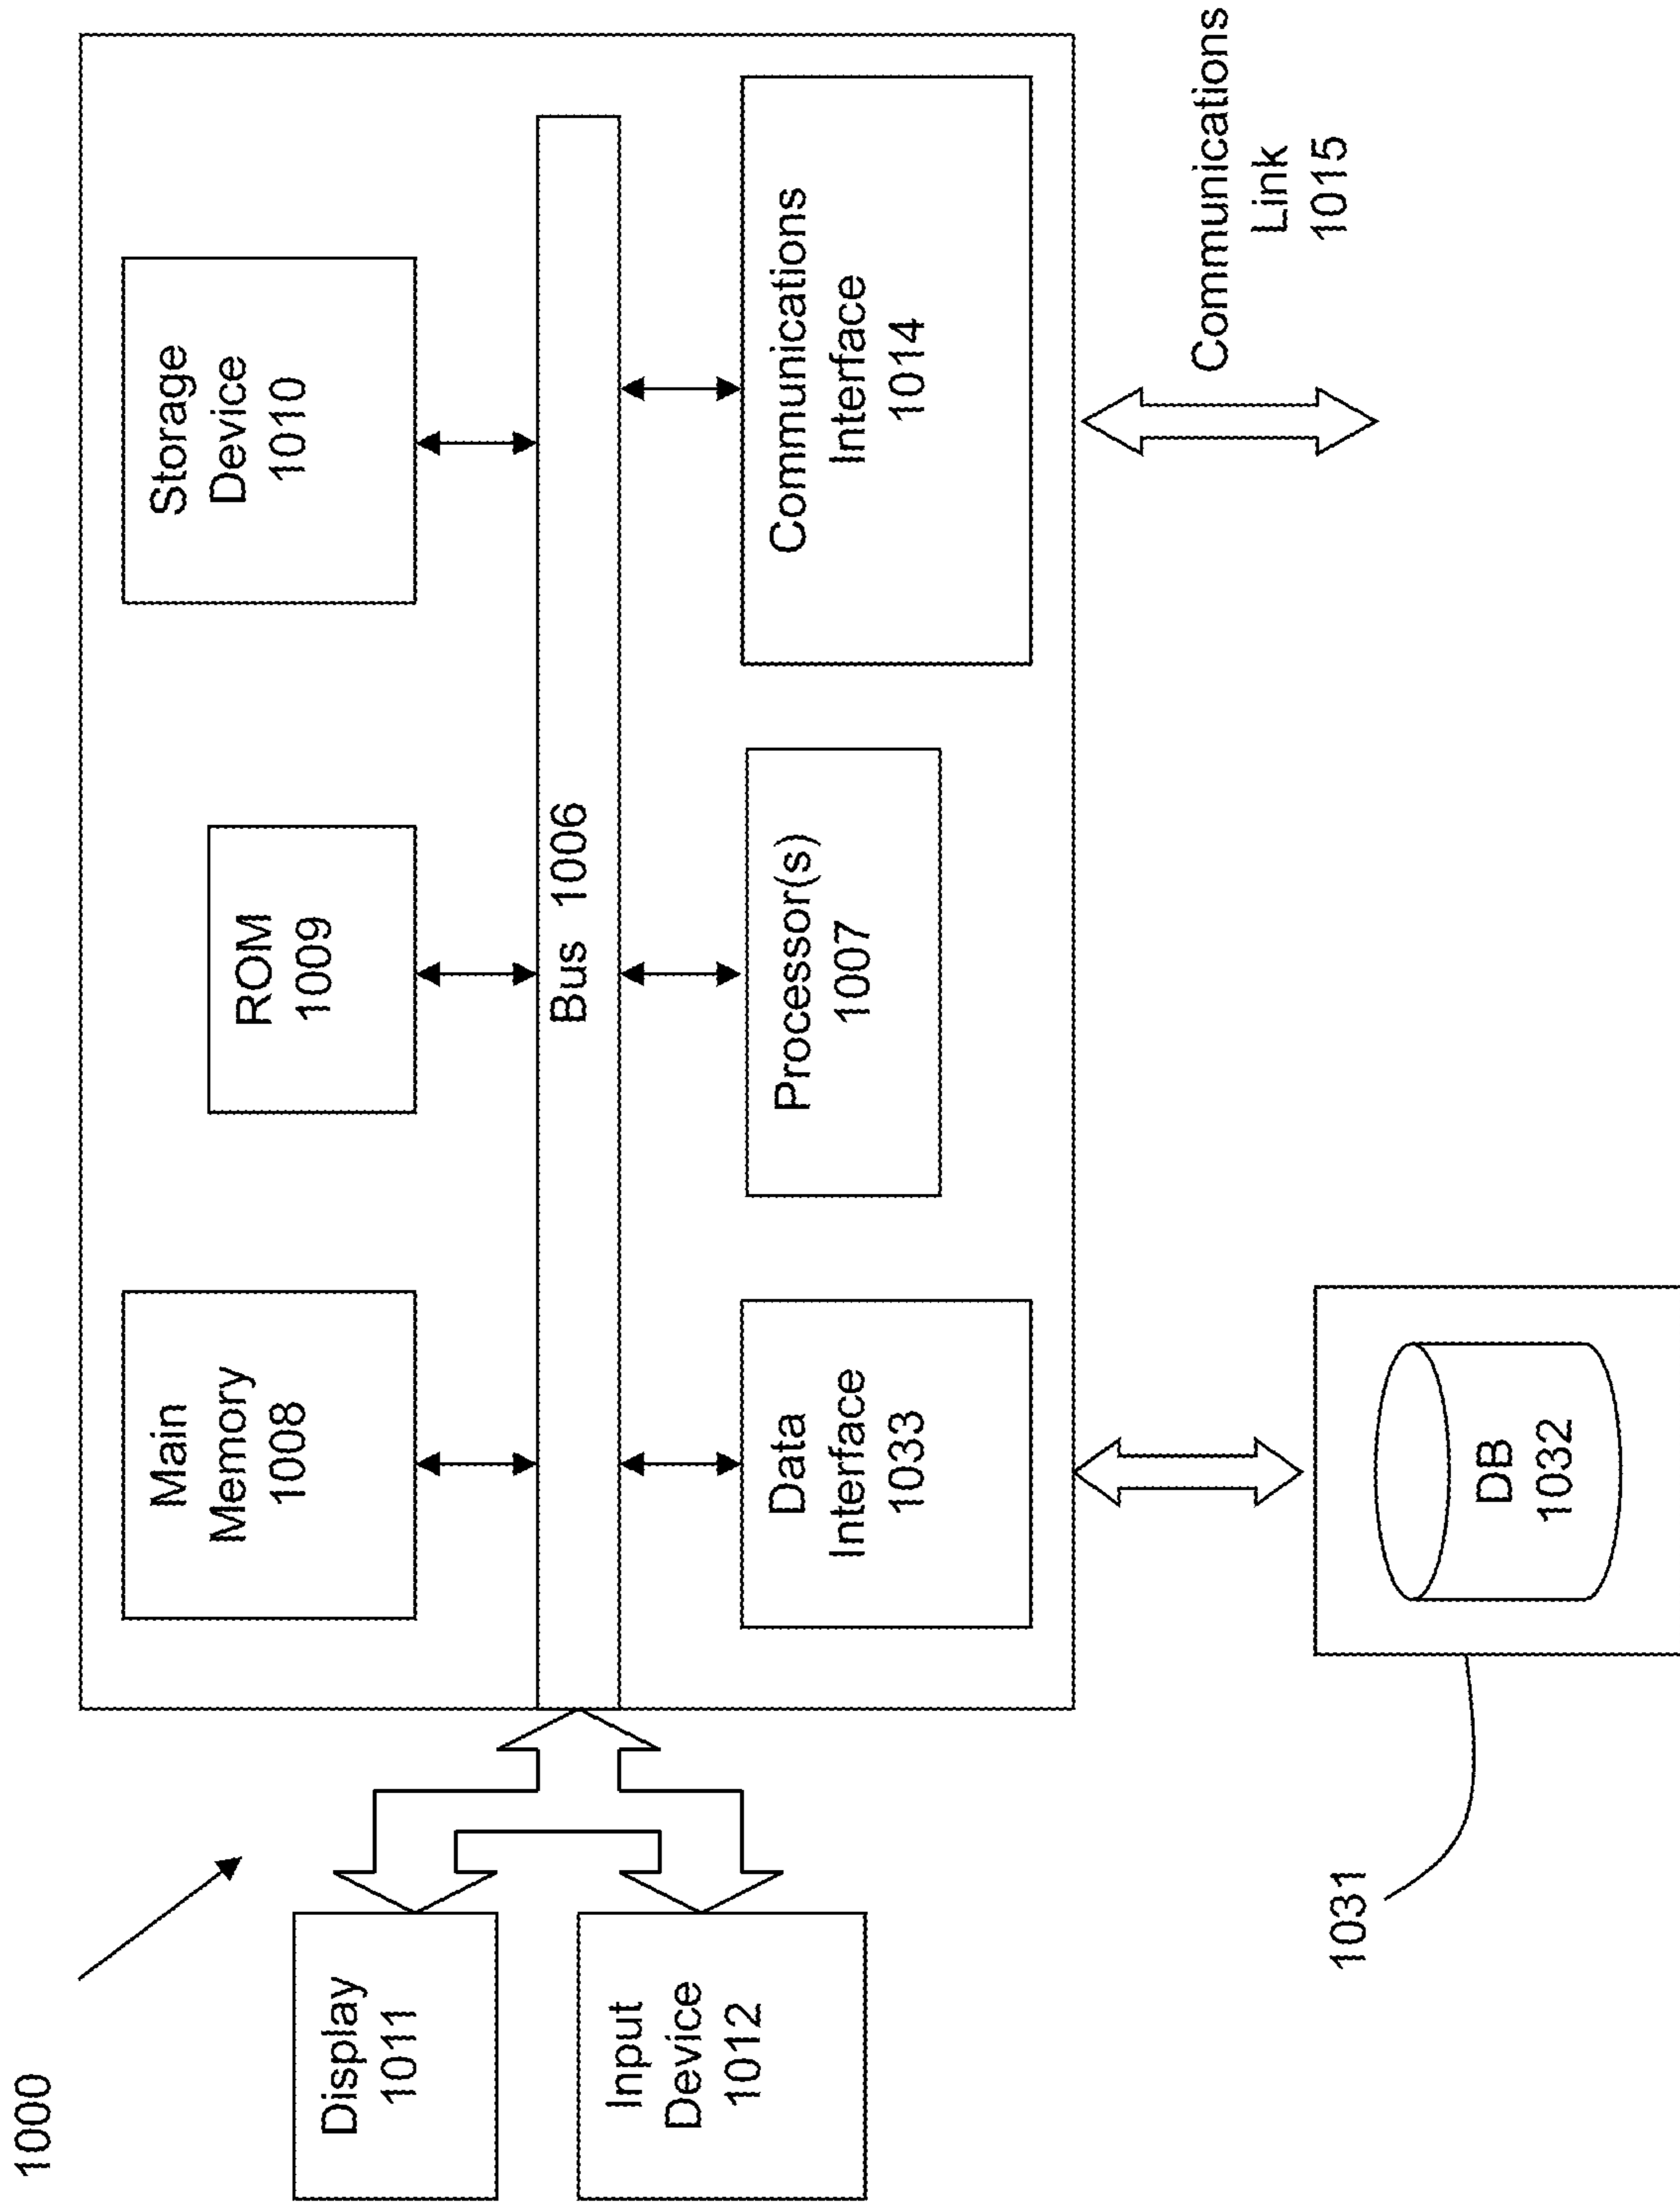 1000
Display
1011
Input
Device
1012
Main
Memory
1008
ROM
1009
Storage
Device
1010
Bus 1006
Data
Interface
1033
Processor(s)
1007
Communications
Interface
1014
1031
DB
1032
Communications
Link
1015